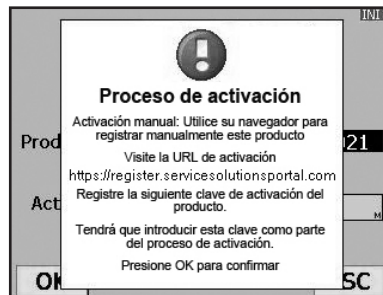 INI
Proceso de activación
Activación manual: Utilice su navegador para
registrar manualmente este producto
Prod
21
Visite la URL de activación
https://register.servicesolutionsportal.com
Registre la siguiente clave de activación del
producto.
Act
M
Tendrá que introducir esta clave como parte
del proceso de activación.
Presione OK para confirmar
OK
SC